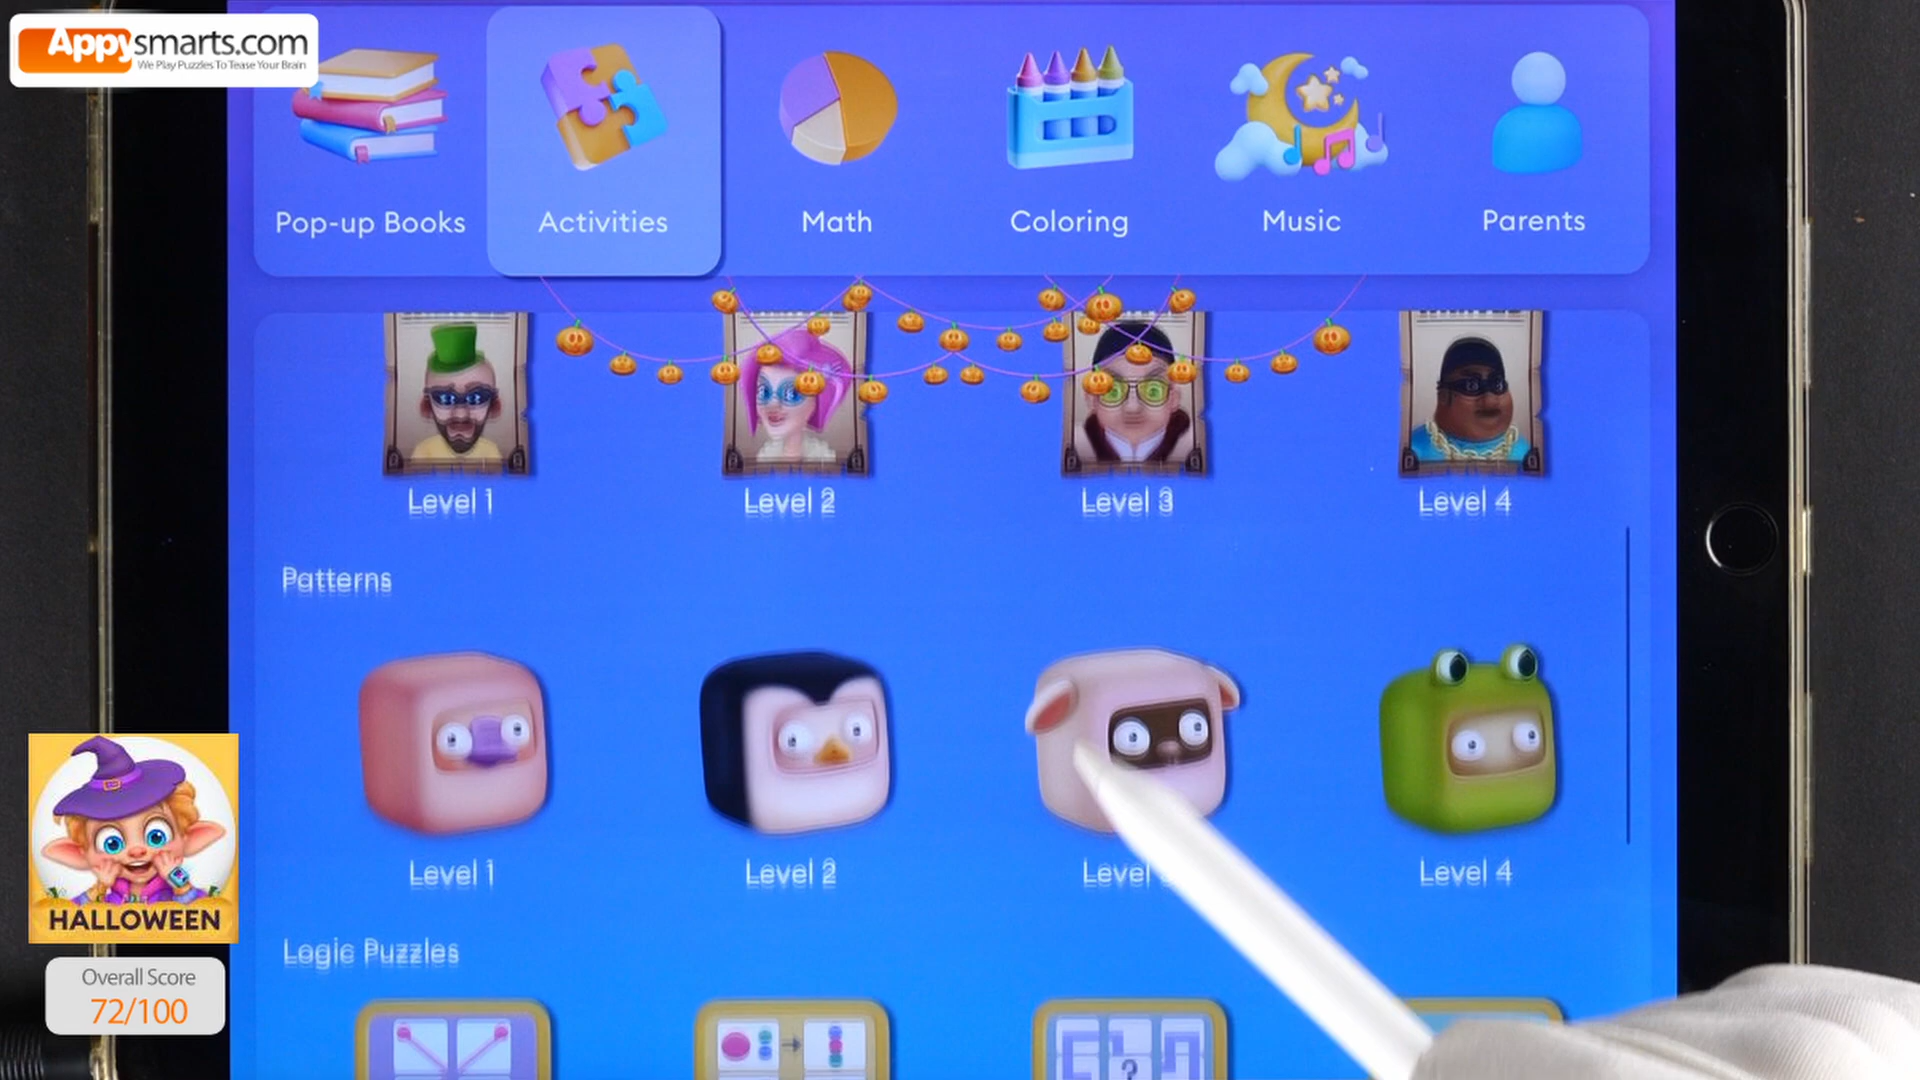 Appysmarts.com
We Play Puzzles To Tease Your Brain
Pop-up Books
Activities
Math
Coloring
Music
Parents
Level 1
Level 2
Level 3
Level 4
Patterns
Level 1
Level 2
Level
Level 4
Logic Puzzles
?
HALLOWEEN
Overall Score
72/100